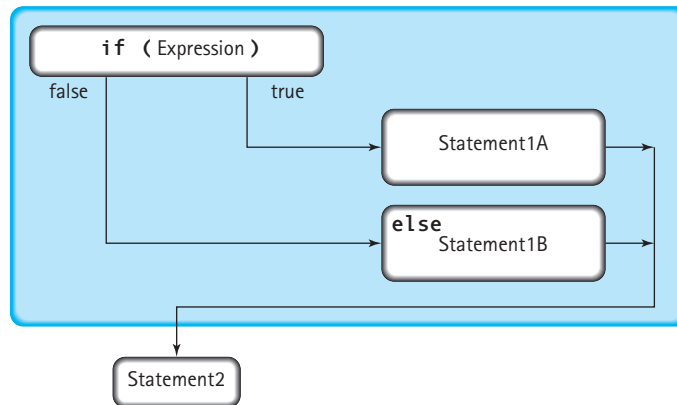 if ( Expression )
false
true
Statement1A
else
Statement1B
Statement2